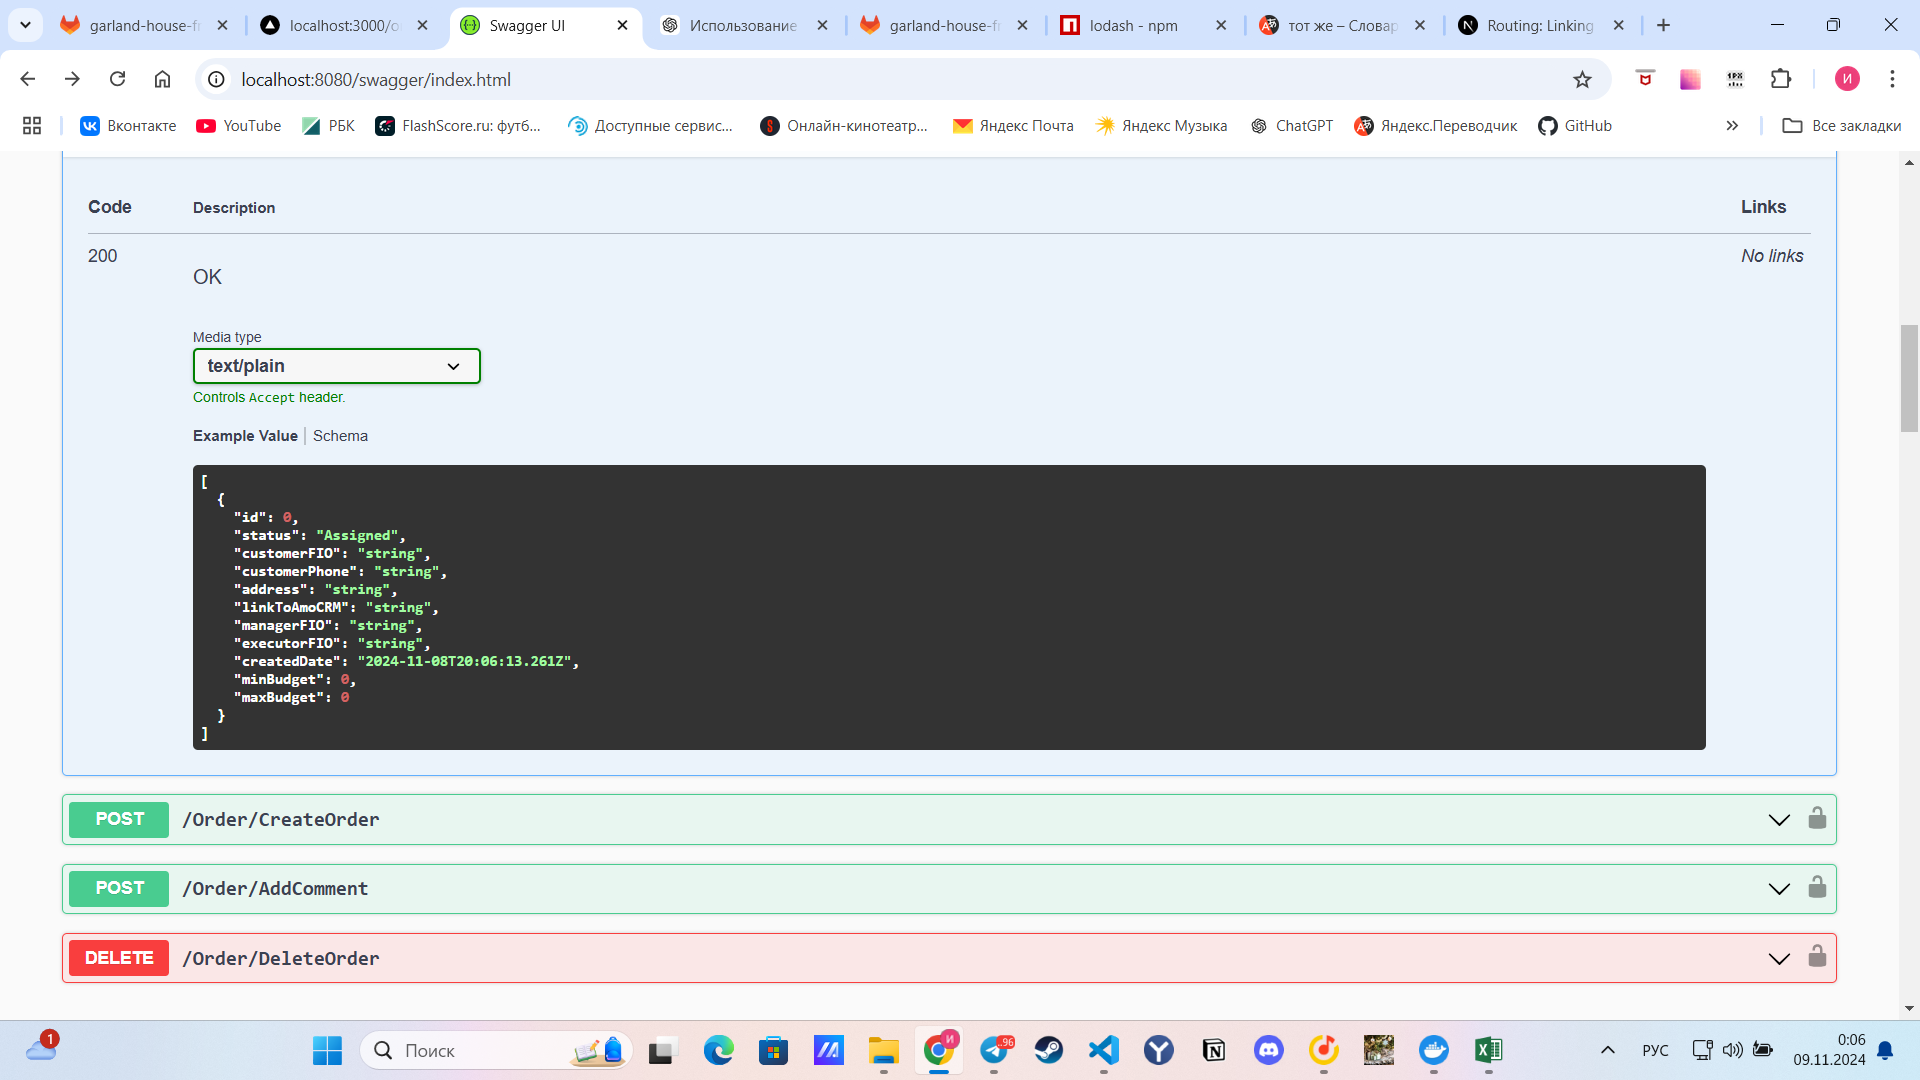 garland-house-fr
localhost:3000/o
Swagger UI
Использование
garland-house-fr
lodash - npm
тот же – Словар
Routing: Linking
localhost:8080/swagger/index.html
1PX
И
Вконтакте
YouTube
РБК
FlashScore.ru: футб...
Доступные сервис...
Онлайн-кинотеатр...
Яндекс Почта
Яндекс Музыка
ChatGPT
Яндекс.Переводчик
GitHub
»
Все закладки
Code Description Links
200 No links
OK
Media type
text/plain
Controls Accept header.
Example Value | Schema
[
{
"id": 0,
"status": "Assigned",
"customerFIO": "string",
"customerPhone": "string",
"address": "string",
"linkToAmoCRM": "string",
"managerFIO": "string",
"executorFIO": "string",
"createdDate": "2024-11-08T20:06:13.261Z",
"minBudget": 0,
"maxBudget": 0
}
]
POST /Order/CreateOrder
POST /Order/AddComment
DELETE /Order/DeleteOrder
1
Поиск
И
..96
РУС
0:06
09.11.2024